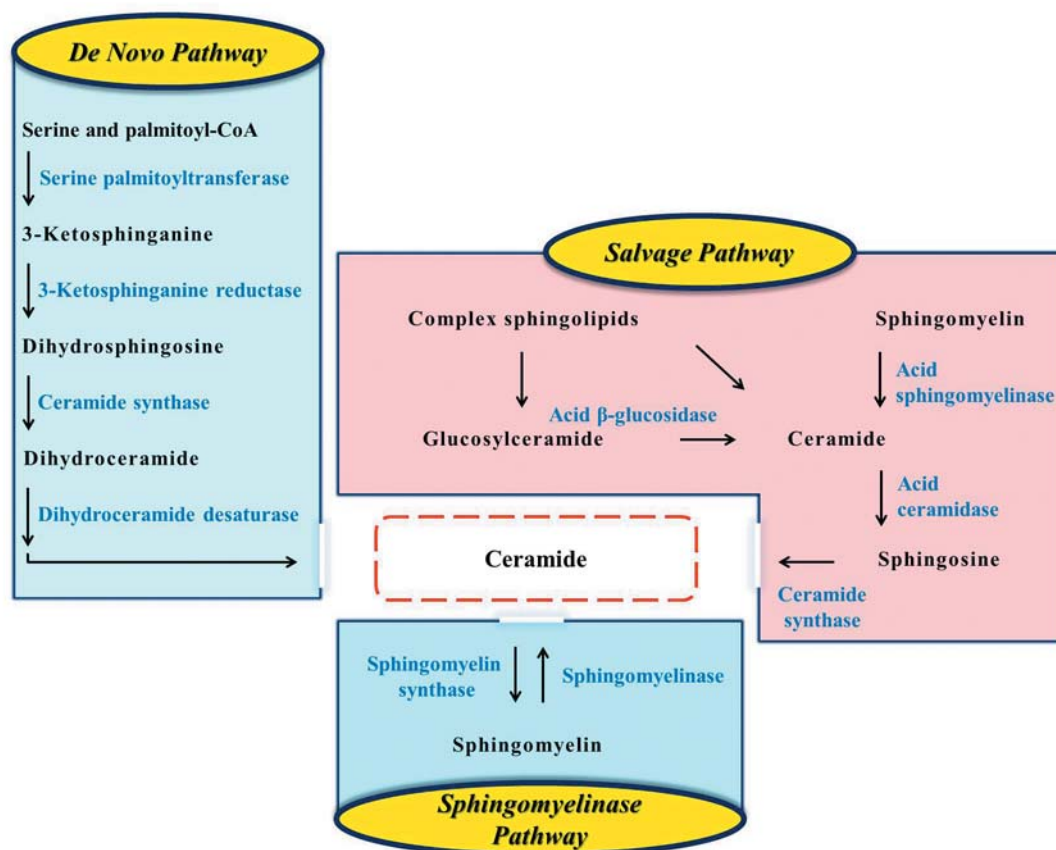 De Novo Pathway
Serine and palmitoyl-CoA
Serine palmitoyltransferase
3-Ketosphinganine
3-Ketosphinganine reductase
Dihydrosphingosine
Ceramide synthase
Dihydroceramide
Dihydroceramide desaturase
Salvage Pathway
Complex sphingolipids
Sphingomyelin
Acid
sphingomyelinase
Acid β-glucosidase
Glucosylceramide
Ceramide
Acid
ceramidase
Sphingosine
Ceramide
synthase
Ceramide
Sphingomyelin
synthase
Sphingomyelinase
Sphingomyelin
Sphingomyelinase
Pathway